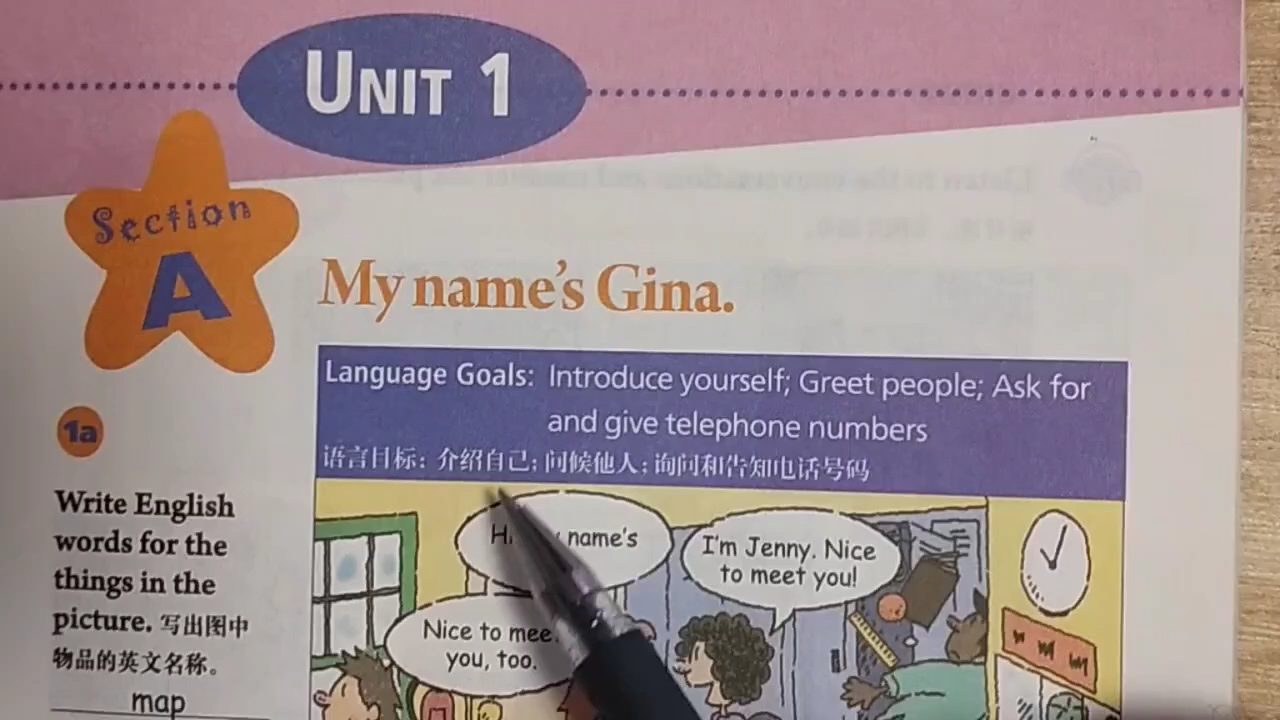 UNIT 1
Section
A
My name's Gina.
Language Goals: Introduce yourself; Greet people; Ask for
and give telephone numbers
语言目标：介绍自己；问候他人；询问和告知电话号码
1a
Write English
words for the
things in the
picture. 写出图中
物品的英文名称。
map
name's
I'm Jenny. Nice
to meet you!
Nice to
you, too.